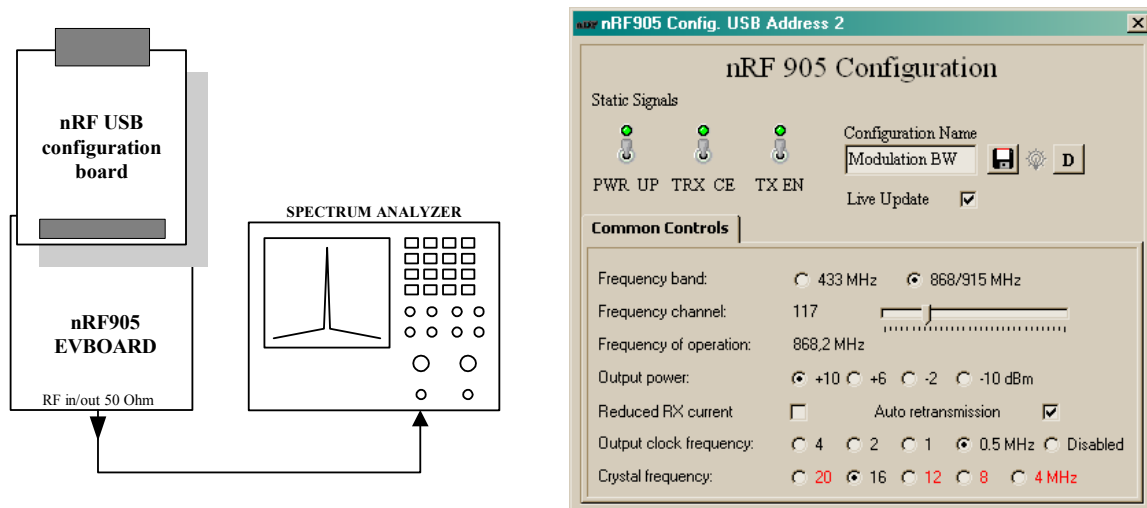 nRF USB
configuration
board
nRF905
EVBOARD
RF in/out 50 Ohm
SPECTRUM ANALYZER
nRF905 Config. USB Address 2
nRF 905 Configuration
Static Signals
PWR UP TRX CE TX EN
Configuration Name
Modulation BW D
Live Update
Common Controls
Frequency band: 433 MHz 868/915 MHz
Frequency channel: 117
Frequency of operation: 868,2 MHz
Output power: +10 +6 -2 -10 dBm
Reduced RX current Auto retransmission
Output clock frequency: 4 2 1 0.5 MHz Disabled
Crystal frequency: 20 16 12 8 4 MHz